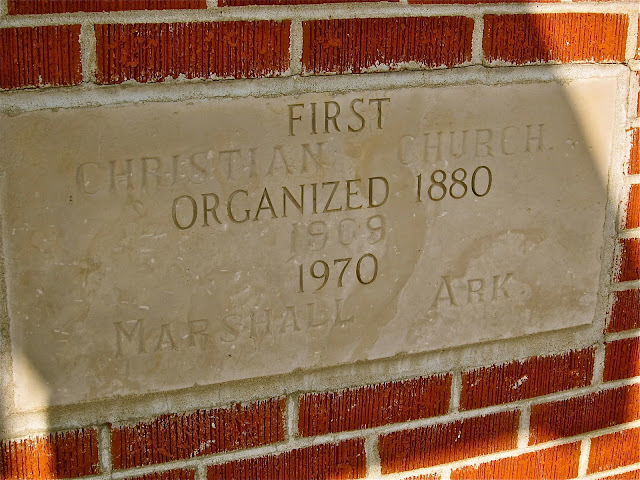 FIRST
CHRISTIAN CHURCH.
ORGANIZED 1880
1909
1970
MARSHALL ARK.